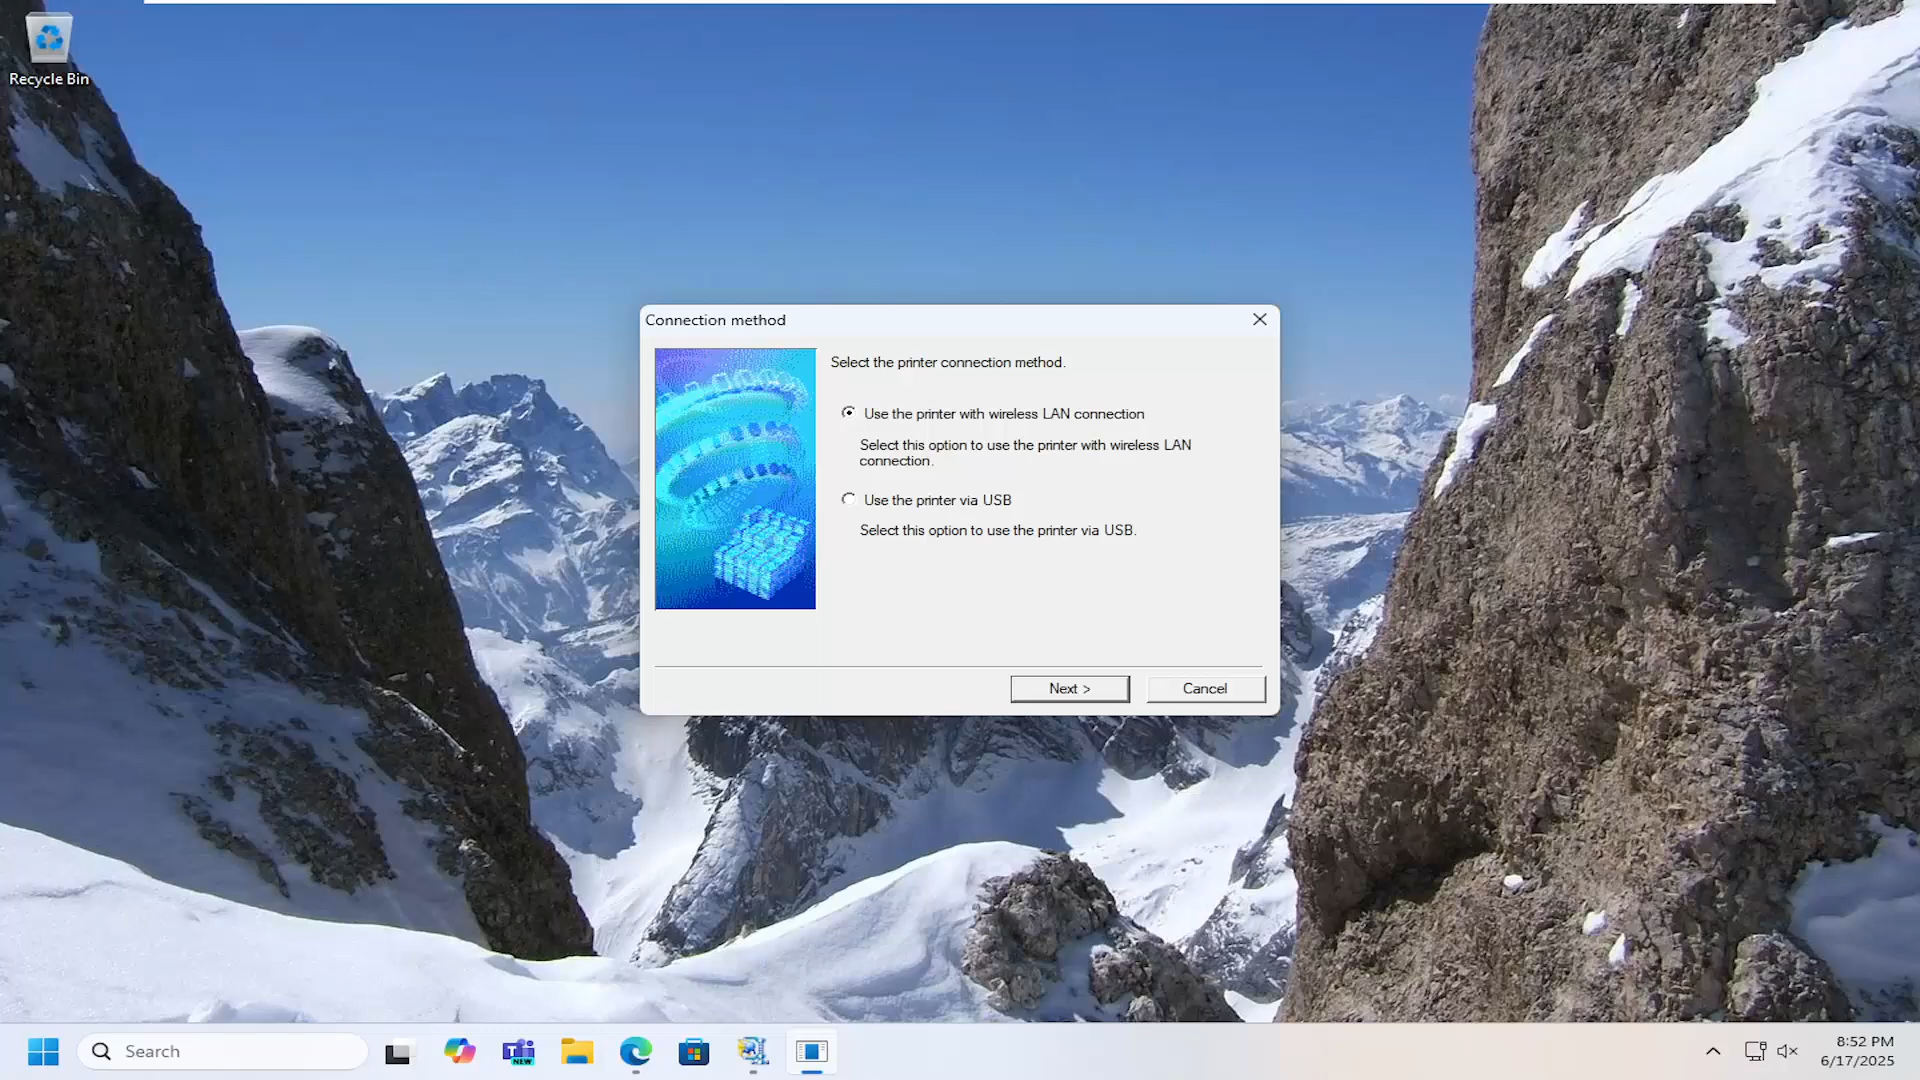 Recycle Bin
Connection method
Select the printer connection method.
Use the printer with wireless LAN connection
Select this option to use the printer with wireless LAN
connection.
Use the printer via USB
Select this option to use the printer via USB.
Next >
Cancel
Search
NEW
8:52 PM
6/17/2025